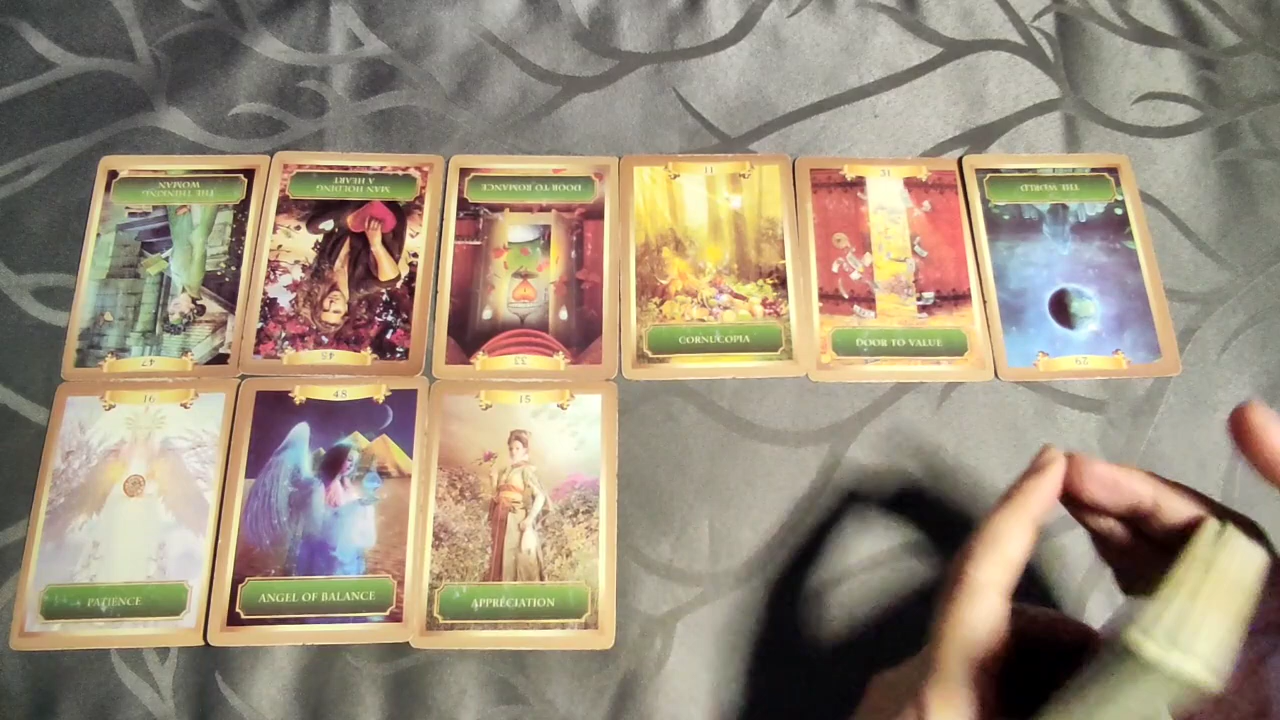 THE THINKING
WOMAN
47
MAN HOLDING
A HEART
45
DOOR TO ROMANCE
33
11
CORNUCOPIA
31
DOOR TO VALUE
THE WORLD
29
16
PATIENCE
48
ANGEL OF BALANCE
15
APPRECIATION